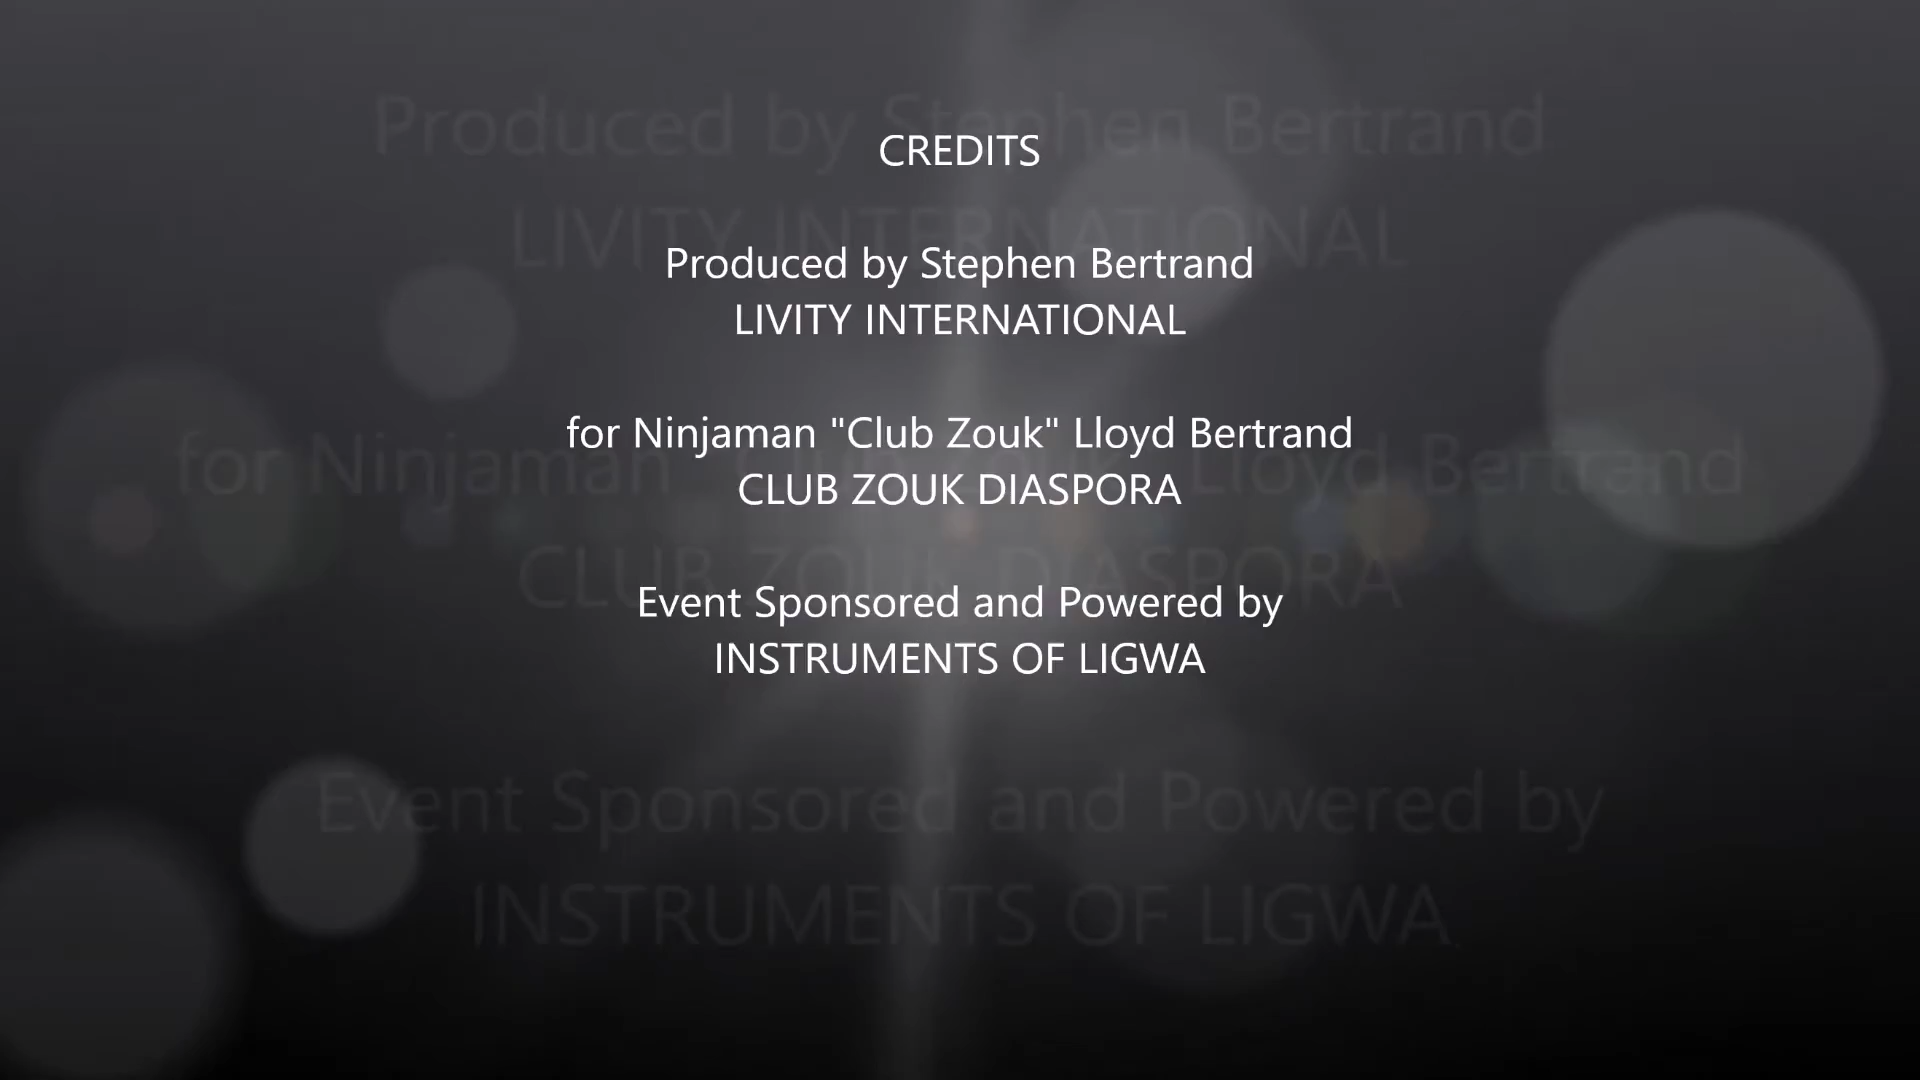 CREDITS
Produced by Stephen Bertrand
LIVITY INTERNATIONAL
for Ninjaman "Club Zouk" Lloyd Bertrand
CLUB ZOUK DIASPORA
Event Sponsored and Powered by
INSTRUMENTS OF LIGWA